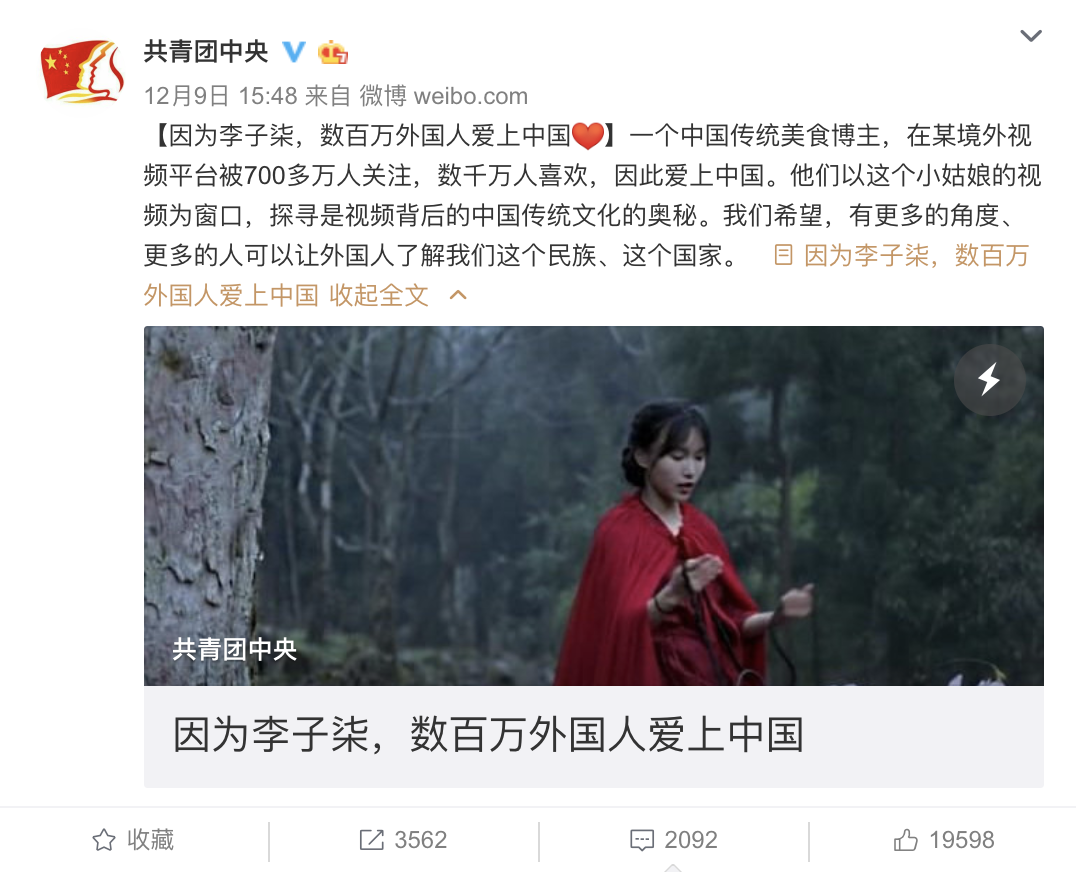 共青团中央
12月9日 15:48 来自 微博 weibo.com
【因为李子柒，数百万外国人爱上中国❤️】一个中国传统美食博主，在某境外视
频平台被700多万人关注，数千万人喜欢，因此爱上中国。他们以这个小姑娘的视
频为窗口，探寻是视频背后的中国传统文化的奥秘。我们希望，有更多的角度、
更多的人可以让外国人了解我们这个民族、这个国家。 因为李子柒，数百万
外国人爱上中国 收起全文
共青团中央
因为李子柒，数百万外国人爱上中国
收藏 3562 2092 19598